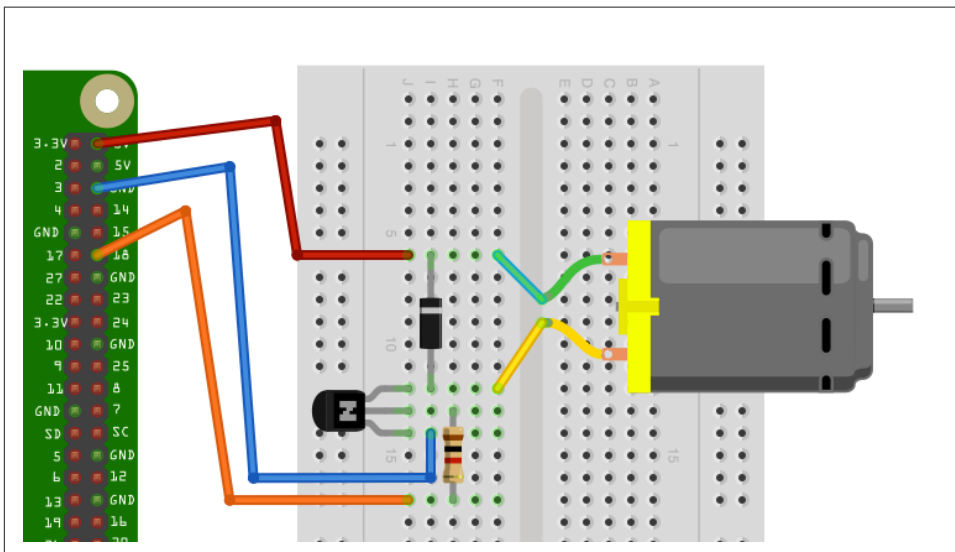 J I H G F E D C B A
3.3V 5V
1 1
2 5V
3 GND
4 14
5
GND 15
17 18
27 GND
22 23
3.3V 24
10 GND
10
9 25
11 8
GND 7
N
SD SC
15 15
5 GND
6 12
13 GND
19 16